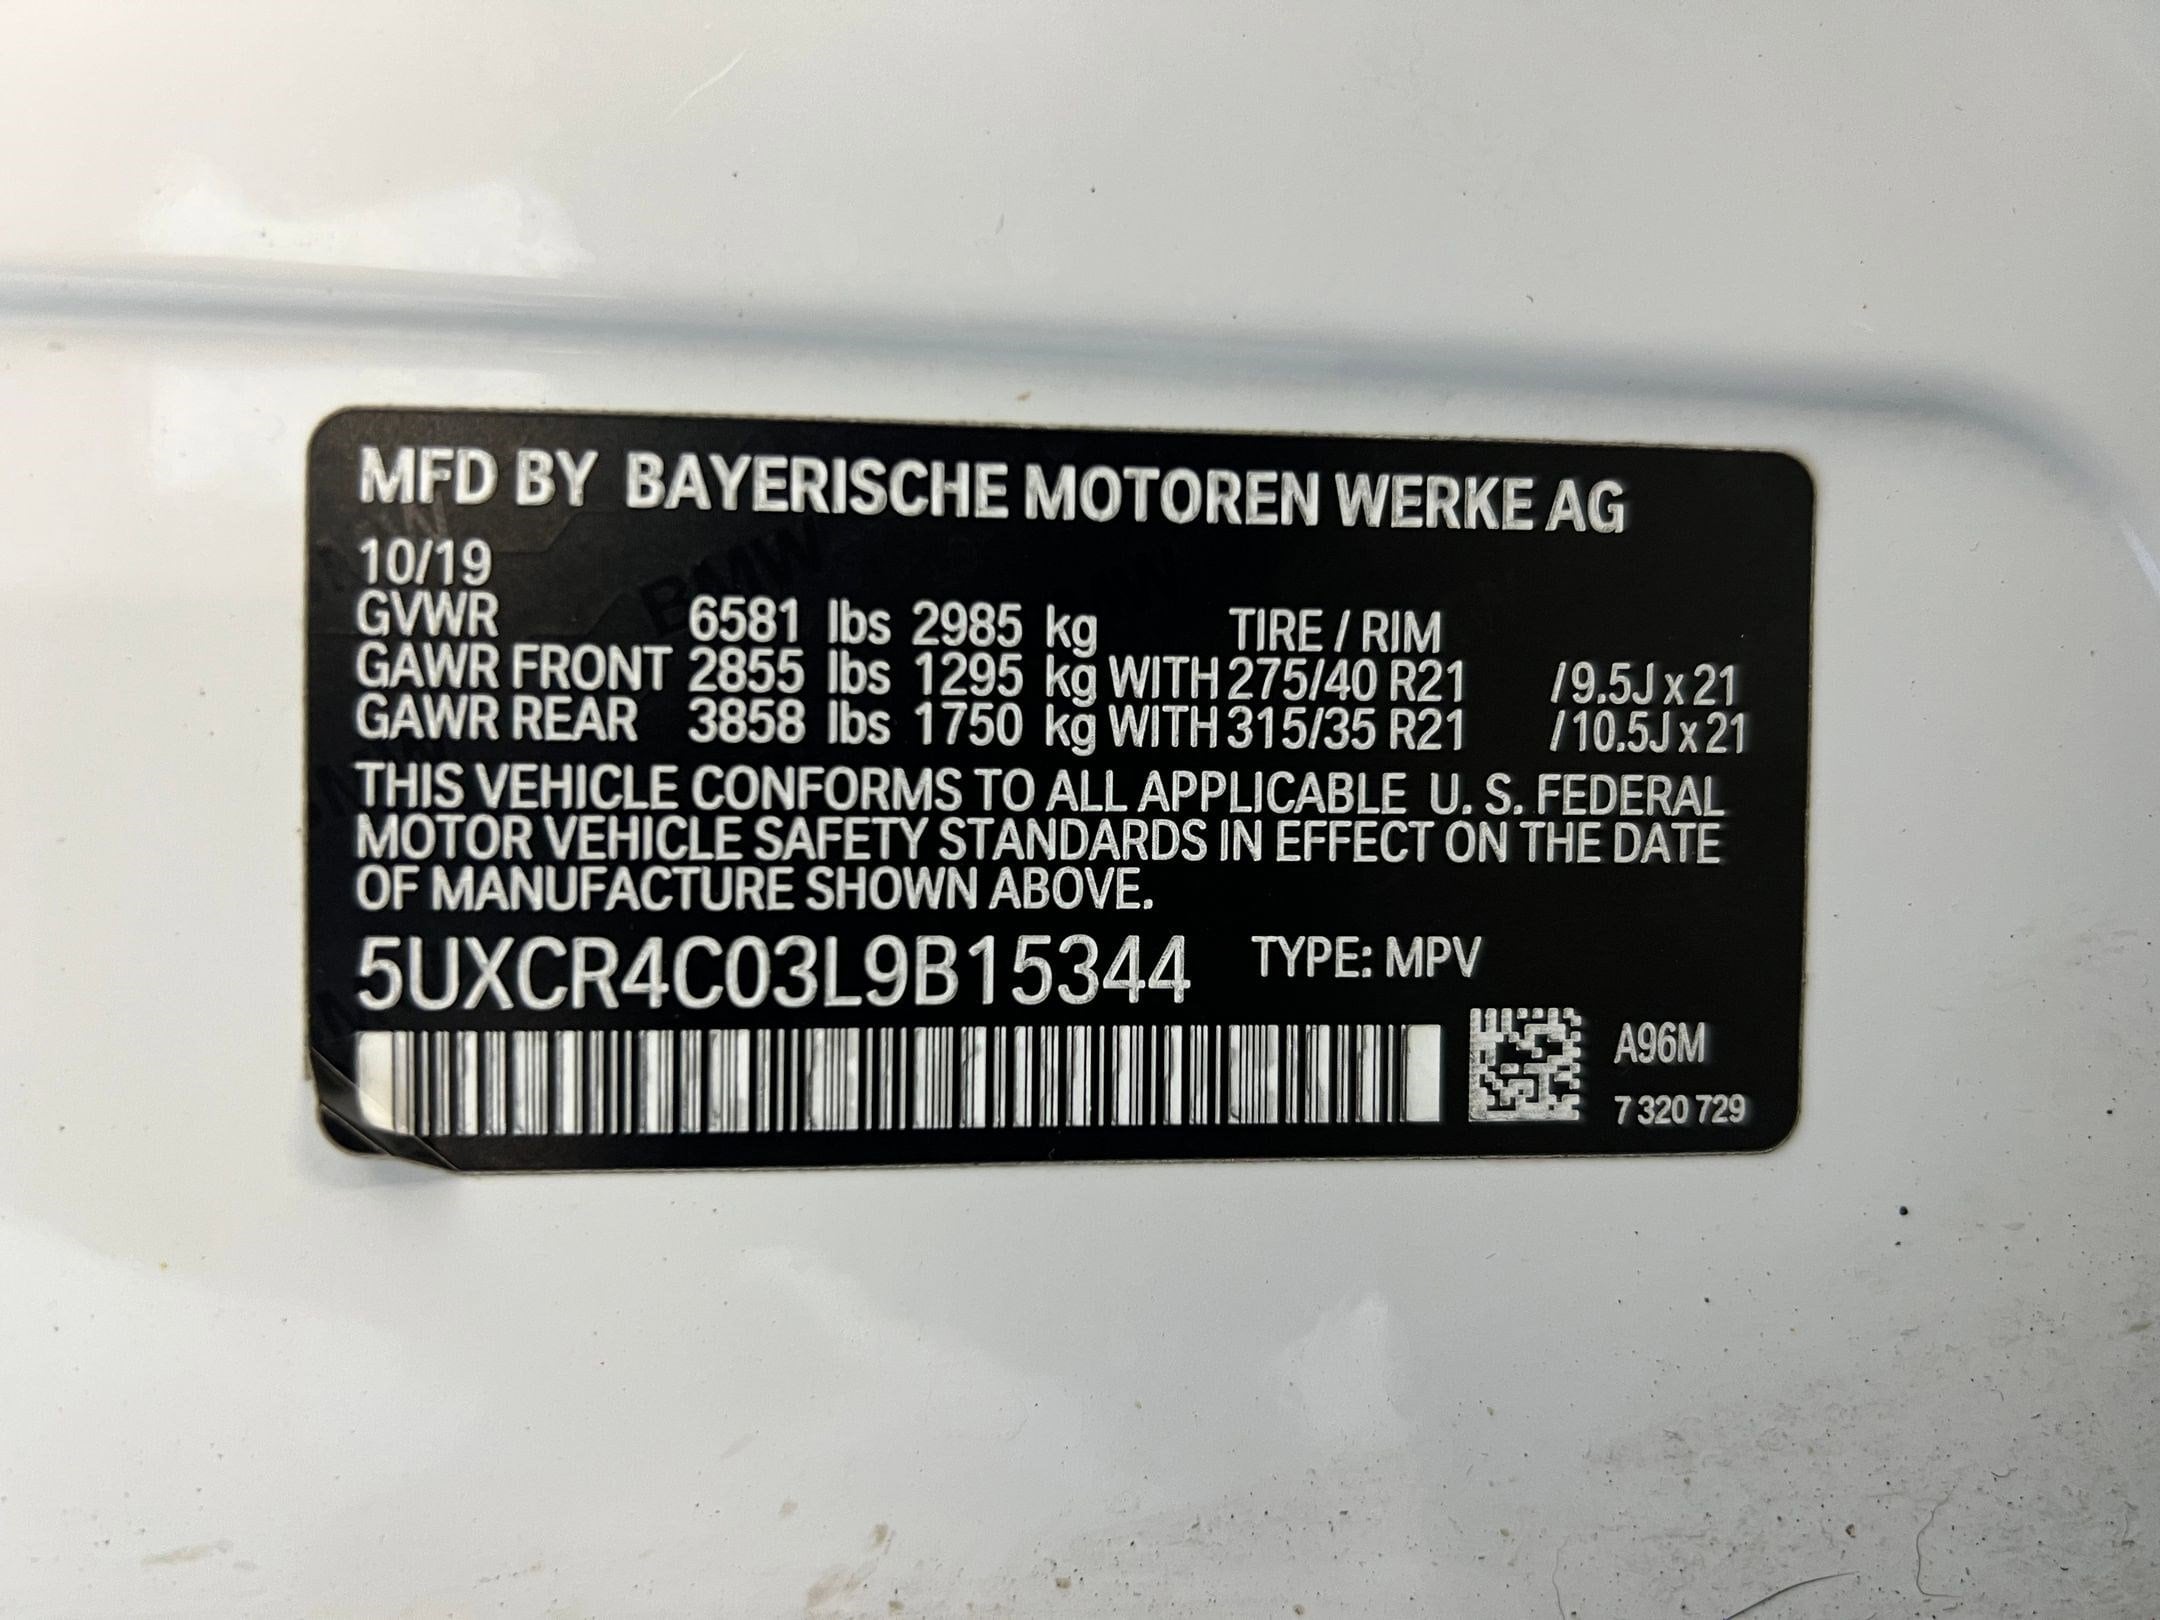 MFD BY BAYERISCHE MOTOREN WERKE AG
10/19
GVWR 6581 lbs 2985 kg TIRE / RIM
GAWR FRONT 2855 lbs 1295 kg WITH 275/40 R21 /9.5J x 21
GAWR REAR 3858 lbs 1750 kg WITH 315/35 R21 /10.5J x 21
THIS VEHICLE CONFORMS TO ALL APPLICABLE U. S. FEDERAL
MOTOR VEHICLE SAFETY STANDARDS IN EFFECT ON THE DATE
OF MANUFACTURE SHOWN ABOVE.
5UXCR4C03L9B15344 TYPE: MPV
A96M
7 320 729